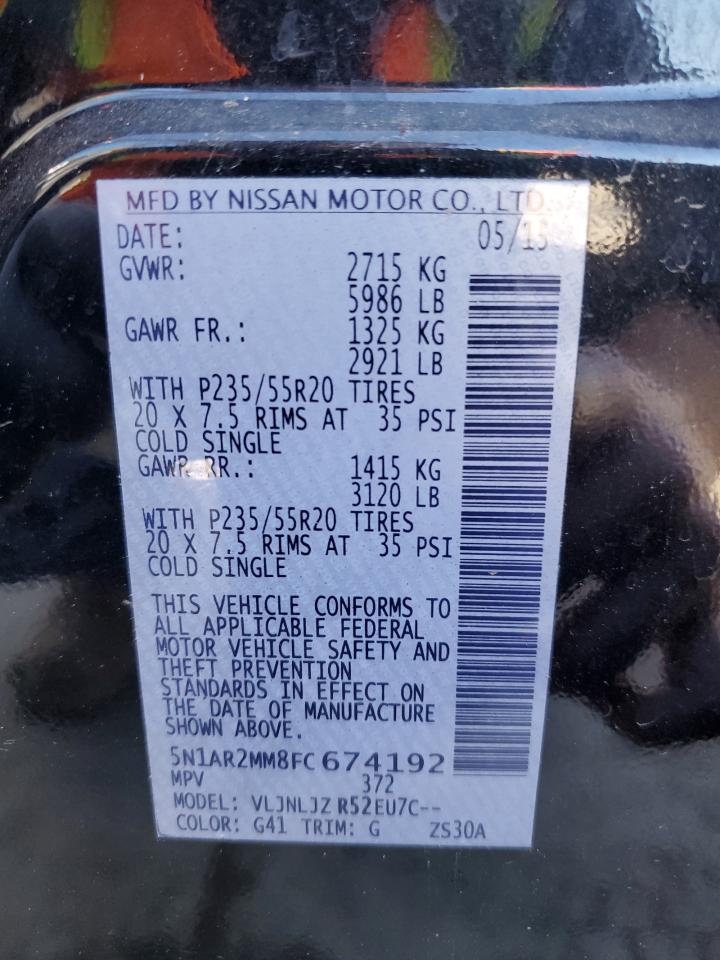 MFD BY NISSAN MOTOR CO., LTD.
DATE: 05/15
GVWR: 2715 KG
5986 LB
GAWR FR.: 1325 KG
2921 LB
WITH P235/55R20 TIRES
20 X 7.5 RIMS AT 35 PSI
COLD SINGLE
GAWR RR.: 1415 KG
3120 LB
WITH P235/55R20 TIRES
20 X 7.5 RIMS AT 35 PSI
COLD SINGLE
THIS VEHICLE CONFORMS TO
ALL APPLICABLE FEDERAL
MOTOR VEHICLE SAFETY AND
THEFT PREVENTION
STANDARDS IN EFFECT ON
THE DATE OF MANUFACTURE
SHOWN ABOVE.
5N1AR2MM8FC674192
MPV 372
MODEL: VLJNLJZ R52EU7C--
COLOR: G41 TRIM: G ZS30A